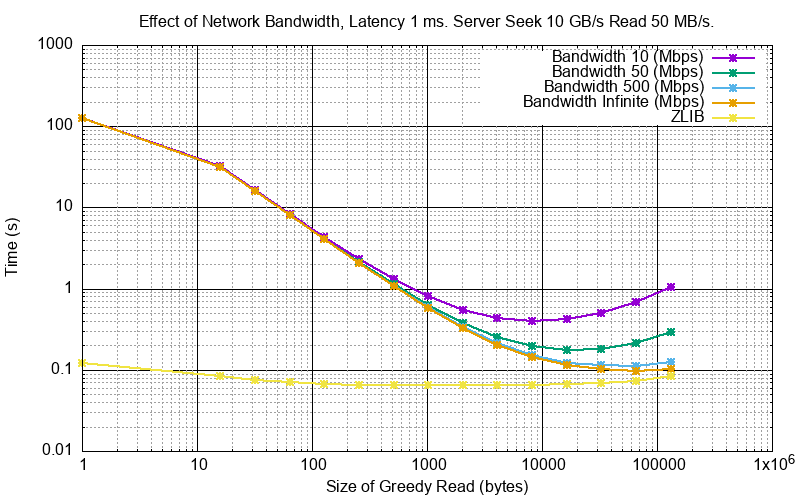 Effect of Network Bandwidth, Latency 1 ms. Server Seek 10 GB/s Read 50 MB/s.
Bandwidth 10 (Mbps)
Bandwidth 50 (Mbps)
Bandwidth 500 (Mbps)
Bandwidth Infinite (Mbps)
ZLIB
Time (s)
1000
100
10
1
0.1
0.01
1 10 100 1000 10000 100000 1x10⁶
Size of Greedy Read (bytes)